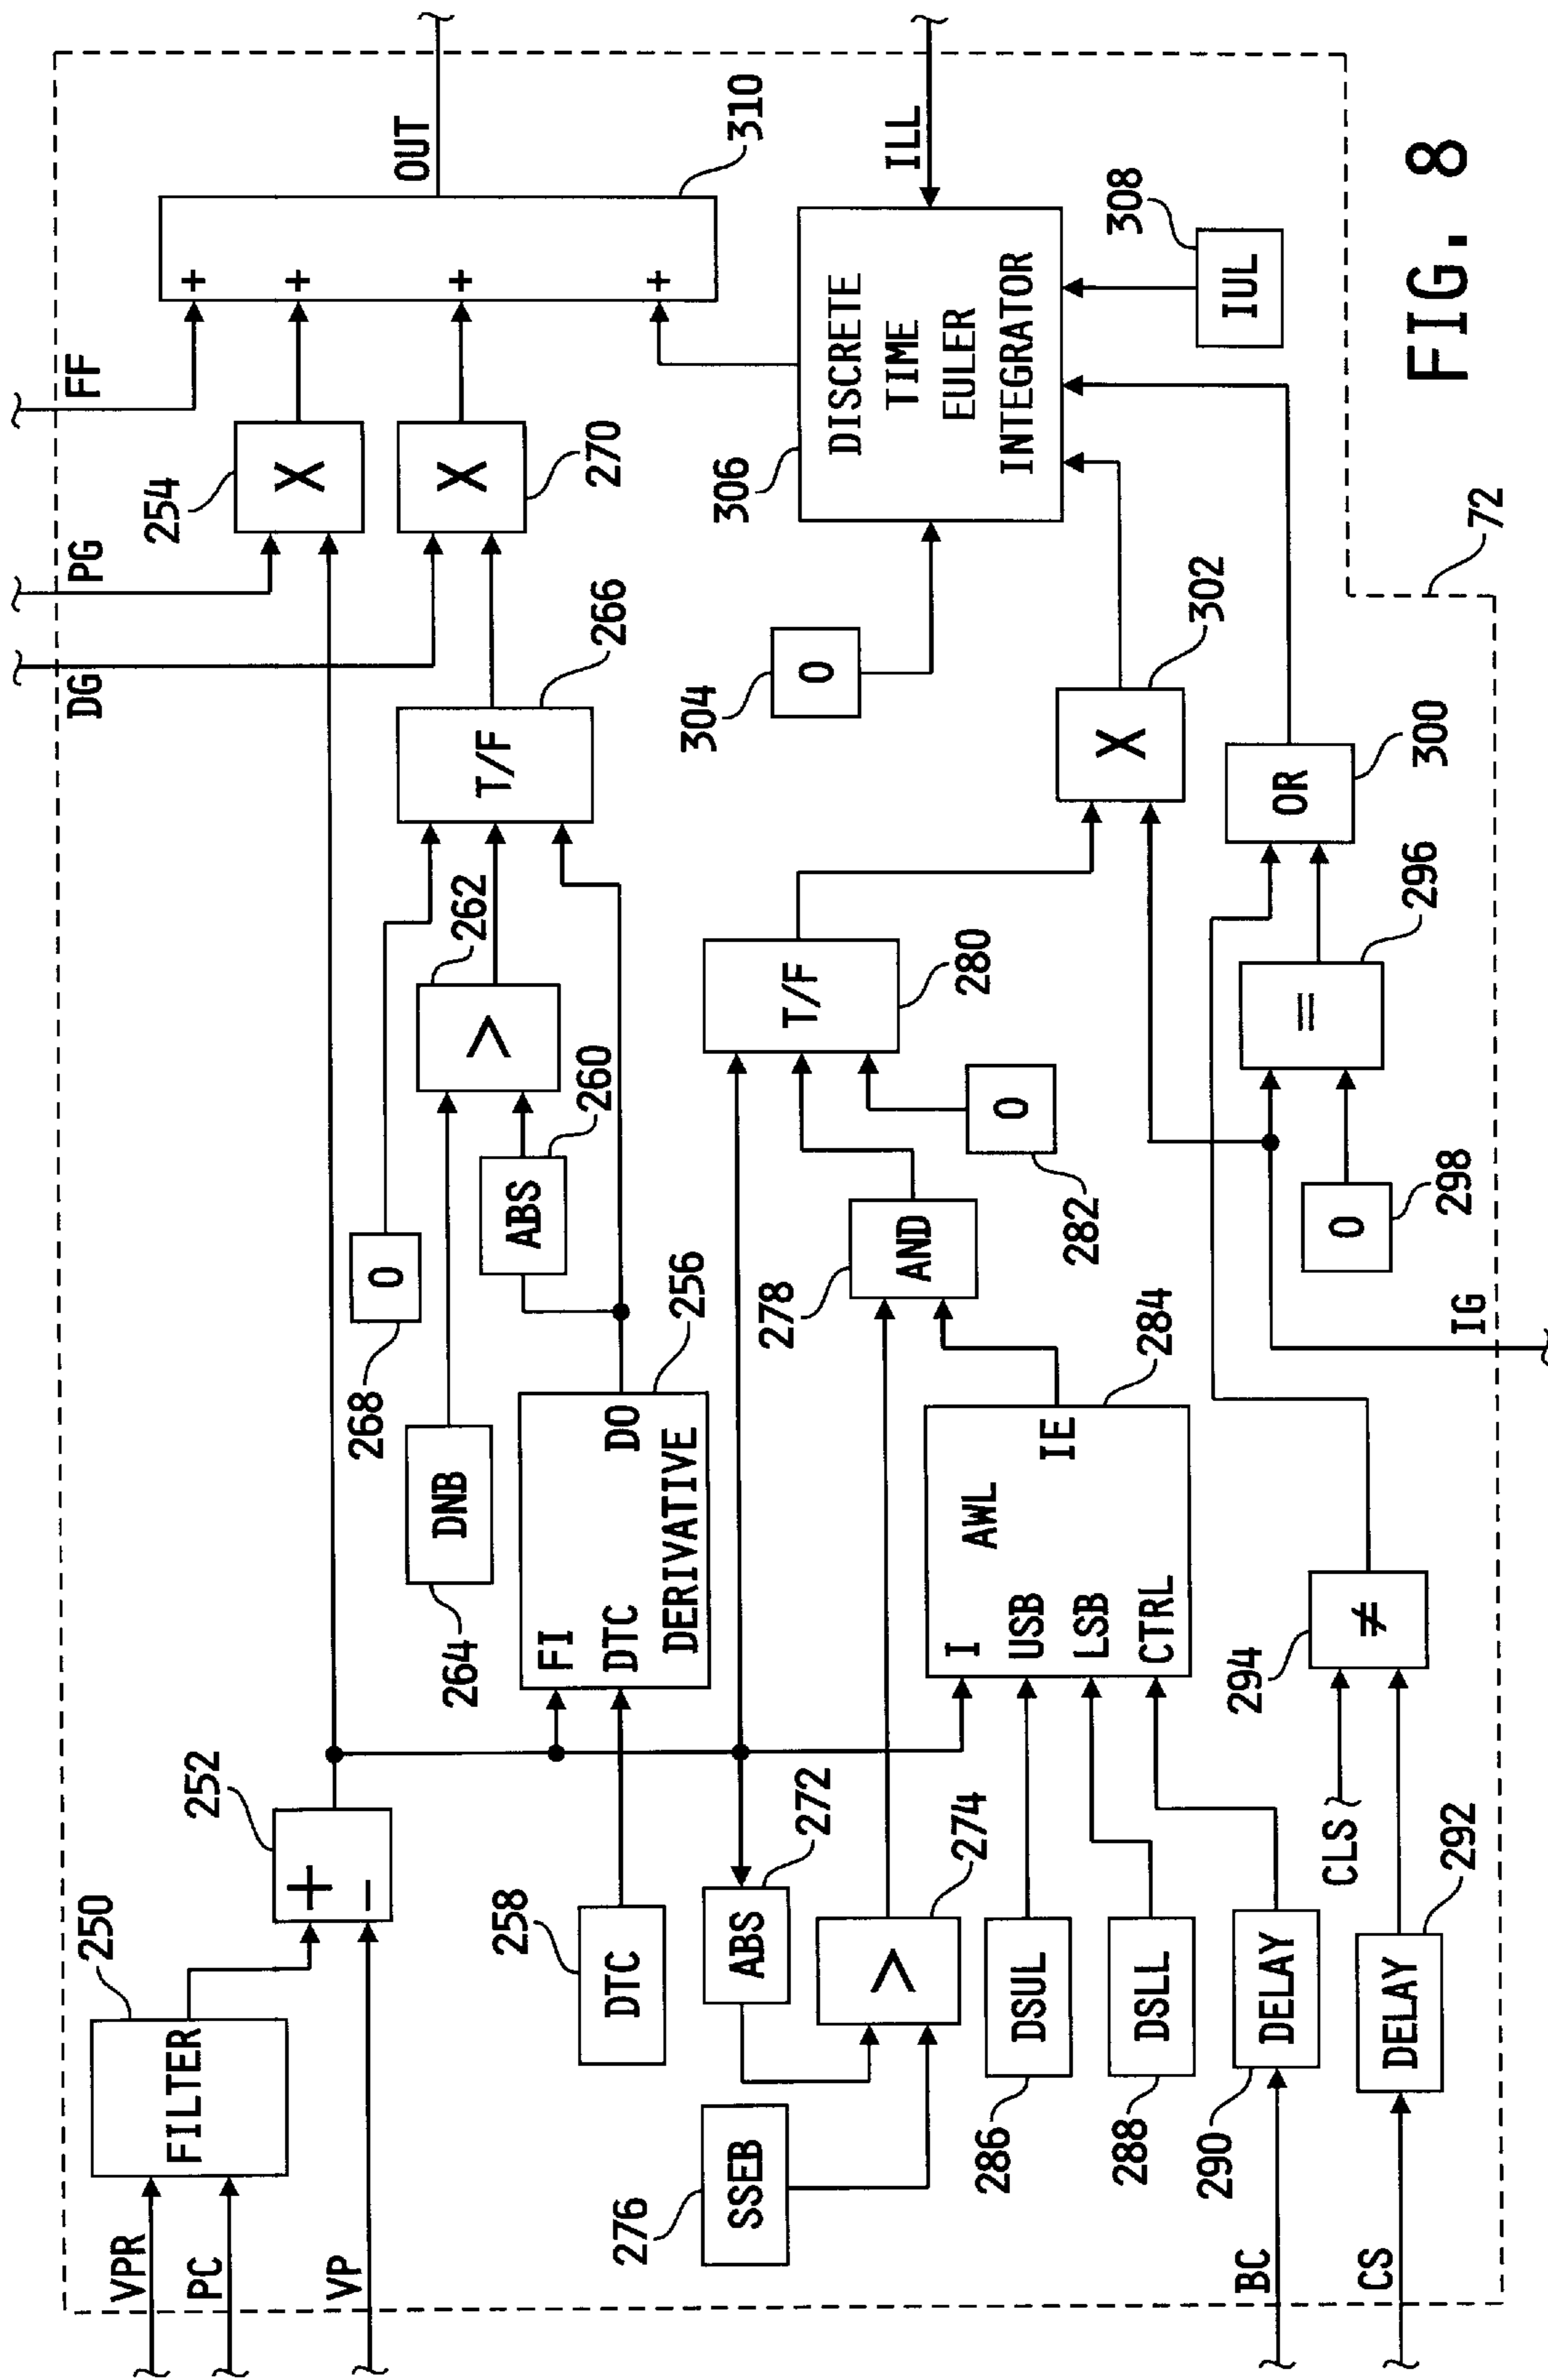 VPR
PC
VP
250
FILTER
252
+
-
PG
FF
DG
254
X
+
+
+
+
OUT
310
268
0
264
DNB
262
>
260
ABS
T/F
266
X
270
258
DTC
FI
DTC
DO
DERIVATIVE
256
276
SSEB
272
ABS
274
>
278
AND
T/F
280
0
282
304
0
306
DISCRETE
TIME
EULER
INTEGRATOR
ILL
308
IUL
286
DSUL
288
DSLL
I
USB
LSB
CTRL
AWL
IE
284
X
302
BC
290
DELAY
CS
DELAY
292
CLS
294
≠
IG
0
298
=
296
OR
300
72
FIG. 8